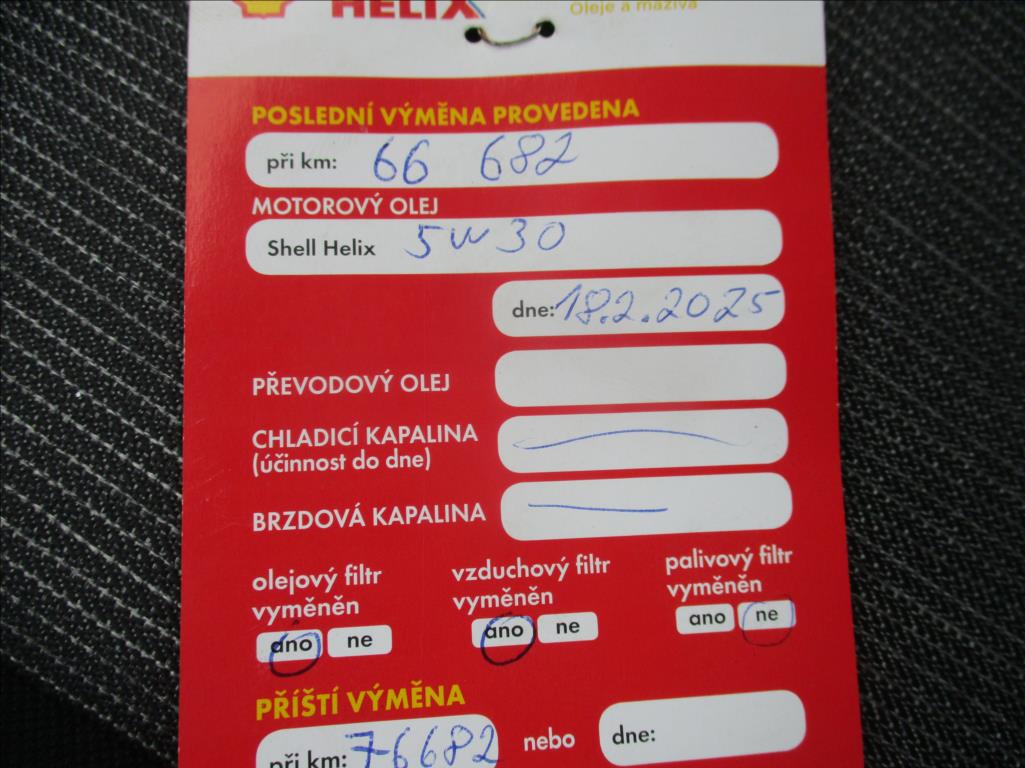 HELIX
Oleje a maziva
POSLEDNÍ VÝMĚNA PROVEDENA
při km: 66 682
MOTOROVÝ OLEJ
Shell Helix 5W30
dne: 18.2.2025
PŘEVODOVÝ OLEJ
CHLADICÍ KAPALINA
(účinnost do dne)
BRZDOVÁ KAPALINA
olejový filtr
vyměněn
ano ne
vzduchový filtr
vyměněn
ano ne
palivový filtr
vyměněn
ano ne
PŘÍŠTÍ VÝMĚNA
při km: 76682 nebo dne: